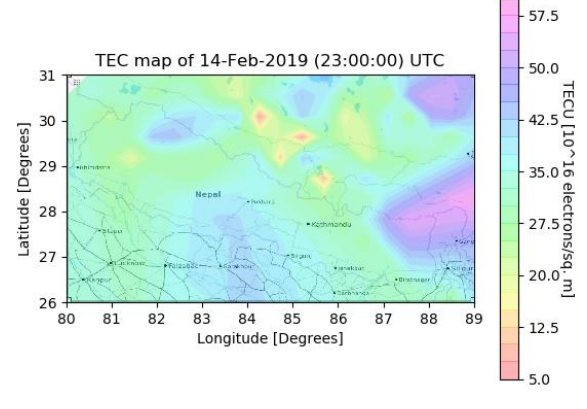 TEC map of 14-Feb-2019 (23:00:00) UTC
31
30
29
28
27
26
Latitude [Degrees]
80 81 82 83 84 85 86 87 88 89
Longitude [Degrees]
Nepal
Kathmandu
57.5
50.0
42.5
35.0
27.5
20.0
12.5
5.0
TECU [10^16 electrons/sq. m]